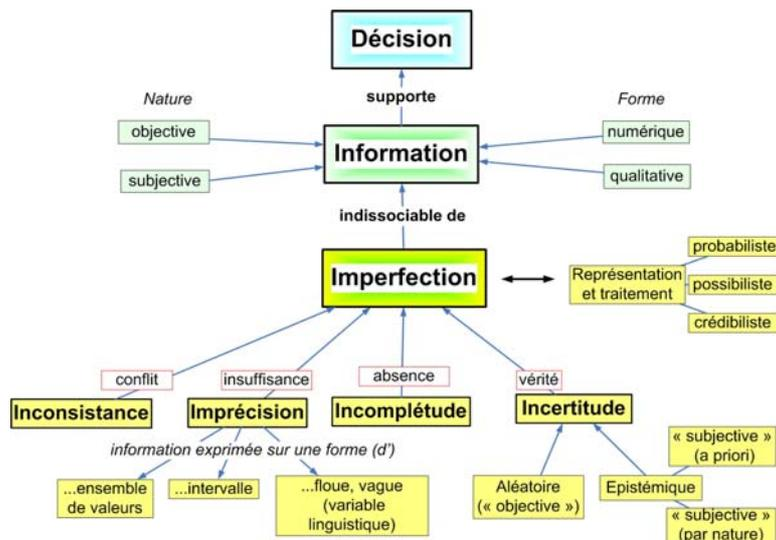 Décision
supporte
Nature
Forme
objective
numérique
Information
subjective
qualitative
indissociable de
probabiliste
Imperfection
Représentation
et traitement
possibiliste
crédibiliste
conflit
insuffisance
absence
vérité
Inconsistance
Imprécision
Incomplétude
Incertitude
information exprimée sur une forme (d')
« subjective »
(a priori)
...ensemble
de valeurs
...intervalle
...floue, vague
(variable
linguistique)
Aléatoire
(« objective »)
Epistémique
« subjective »
(par nature)